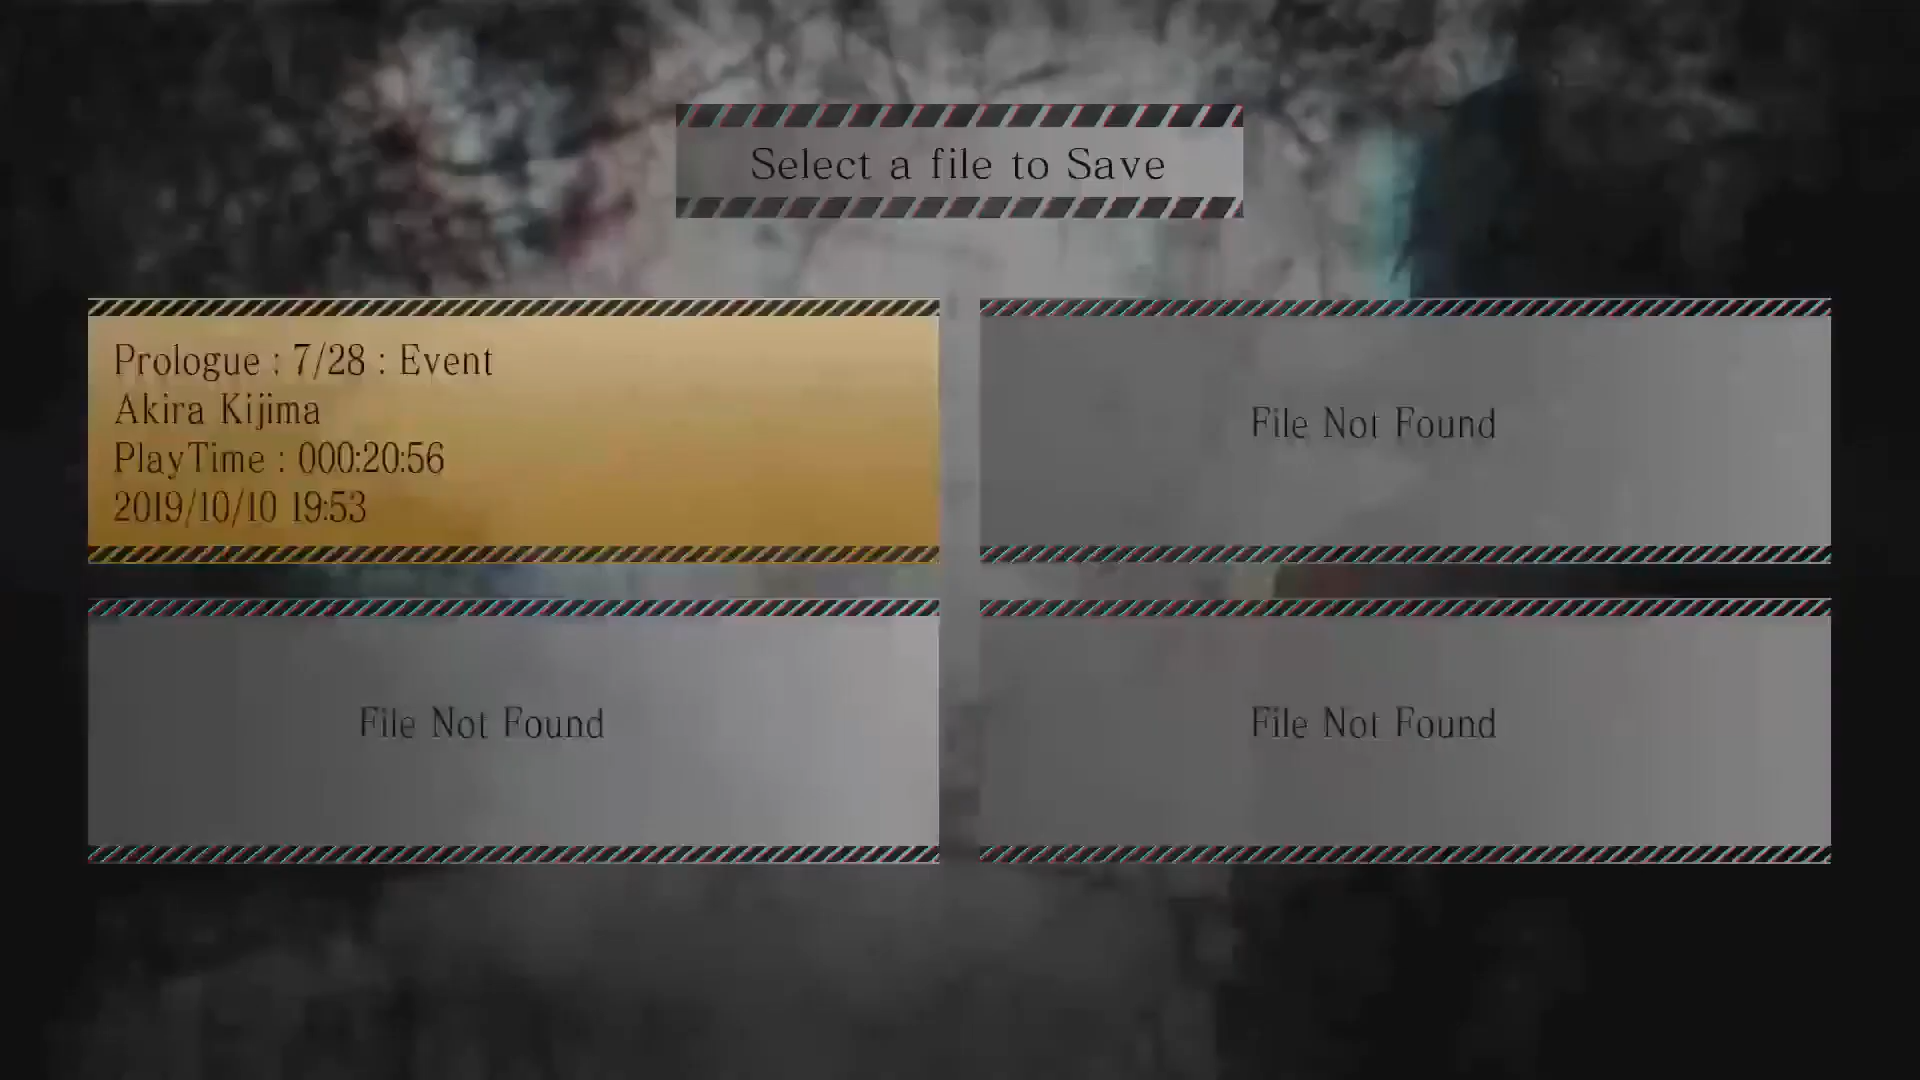 Select a file to Save
Prologue : 7/28 : Event
Akira Kijima
PlayTime : 000:20:56
2019/10/10 19:53
File Not Found
File Not Found
File Not Found